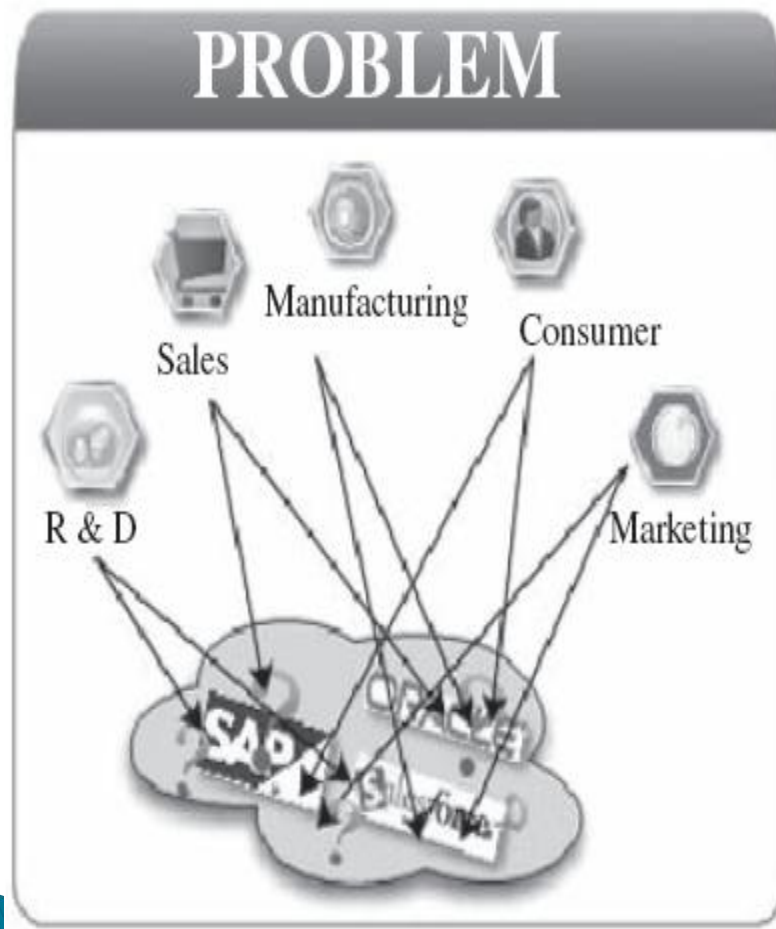 PROBLEM
Manufacturing
Consumer
Sales
R & D
Marketing
SAP
ORACLE
Salesforce